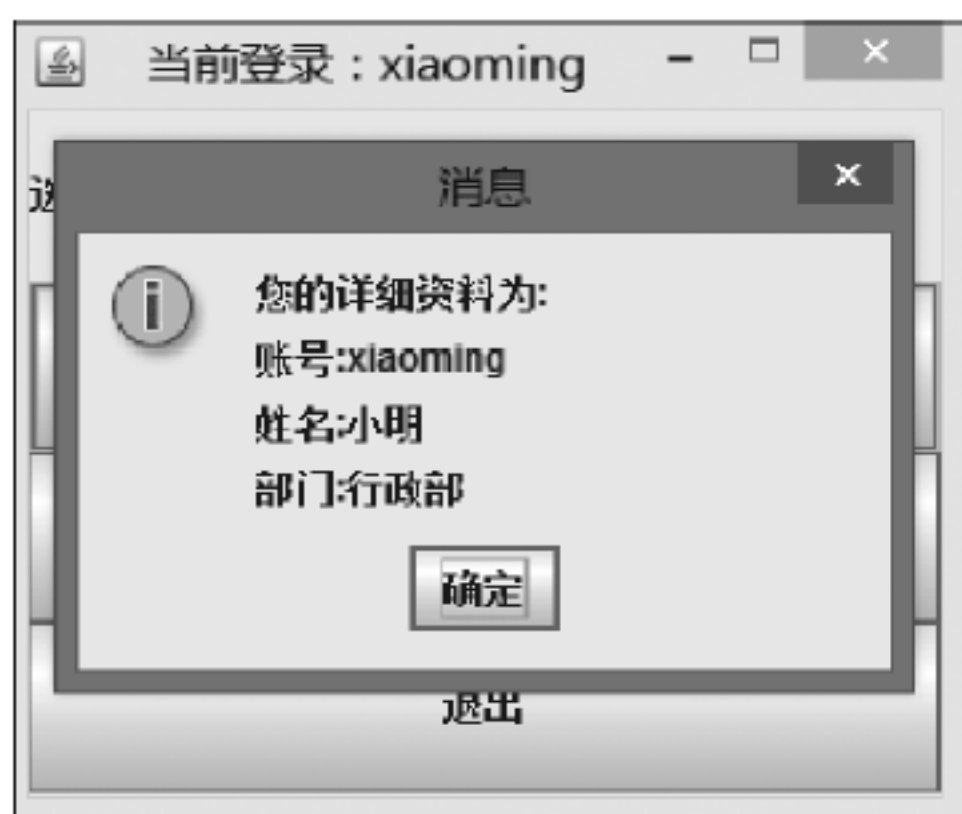 当前登录：xiaoming
消息
您的详细资料为:
账号:xiaoming
姓名:小明
部门:行政部
确定
退出